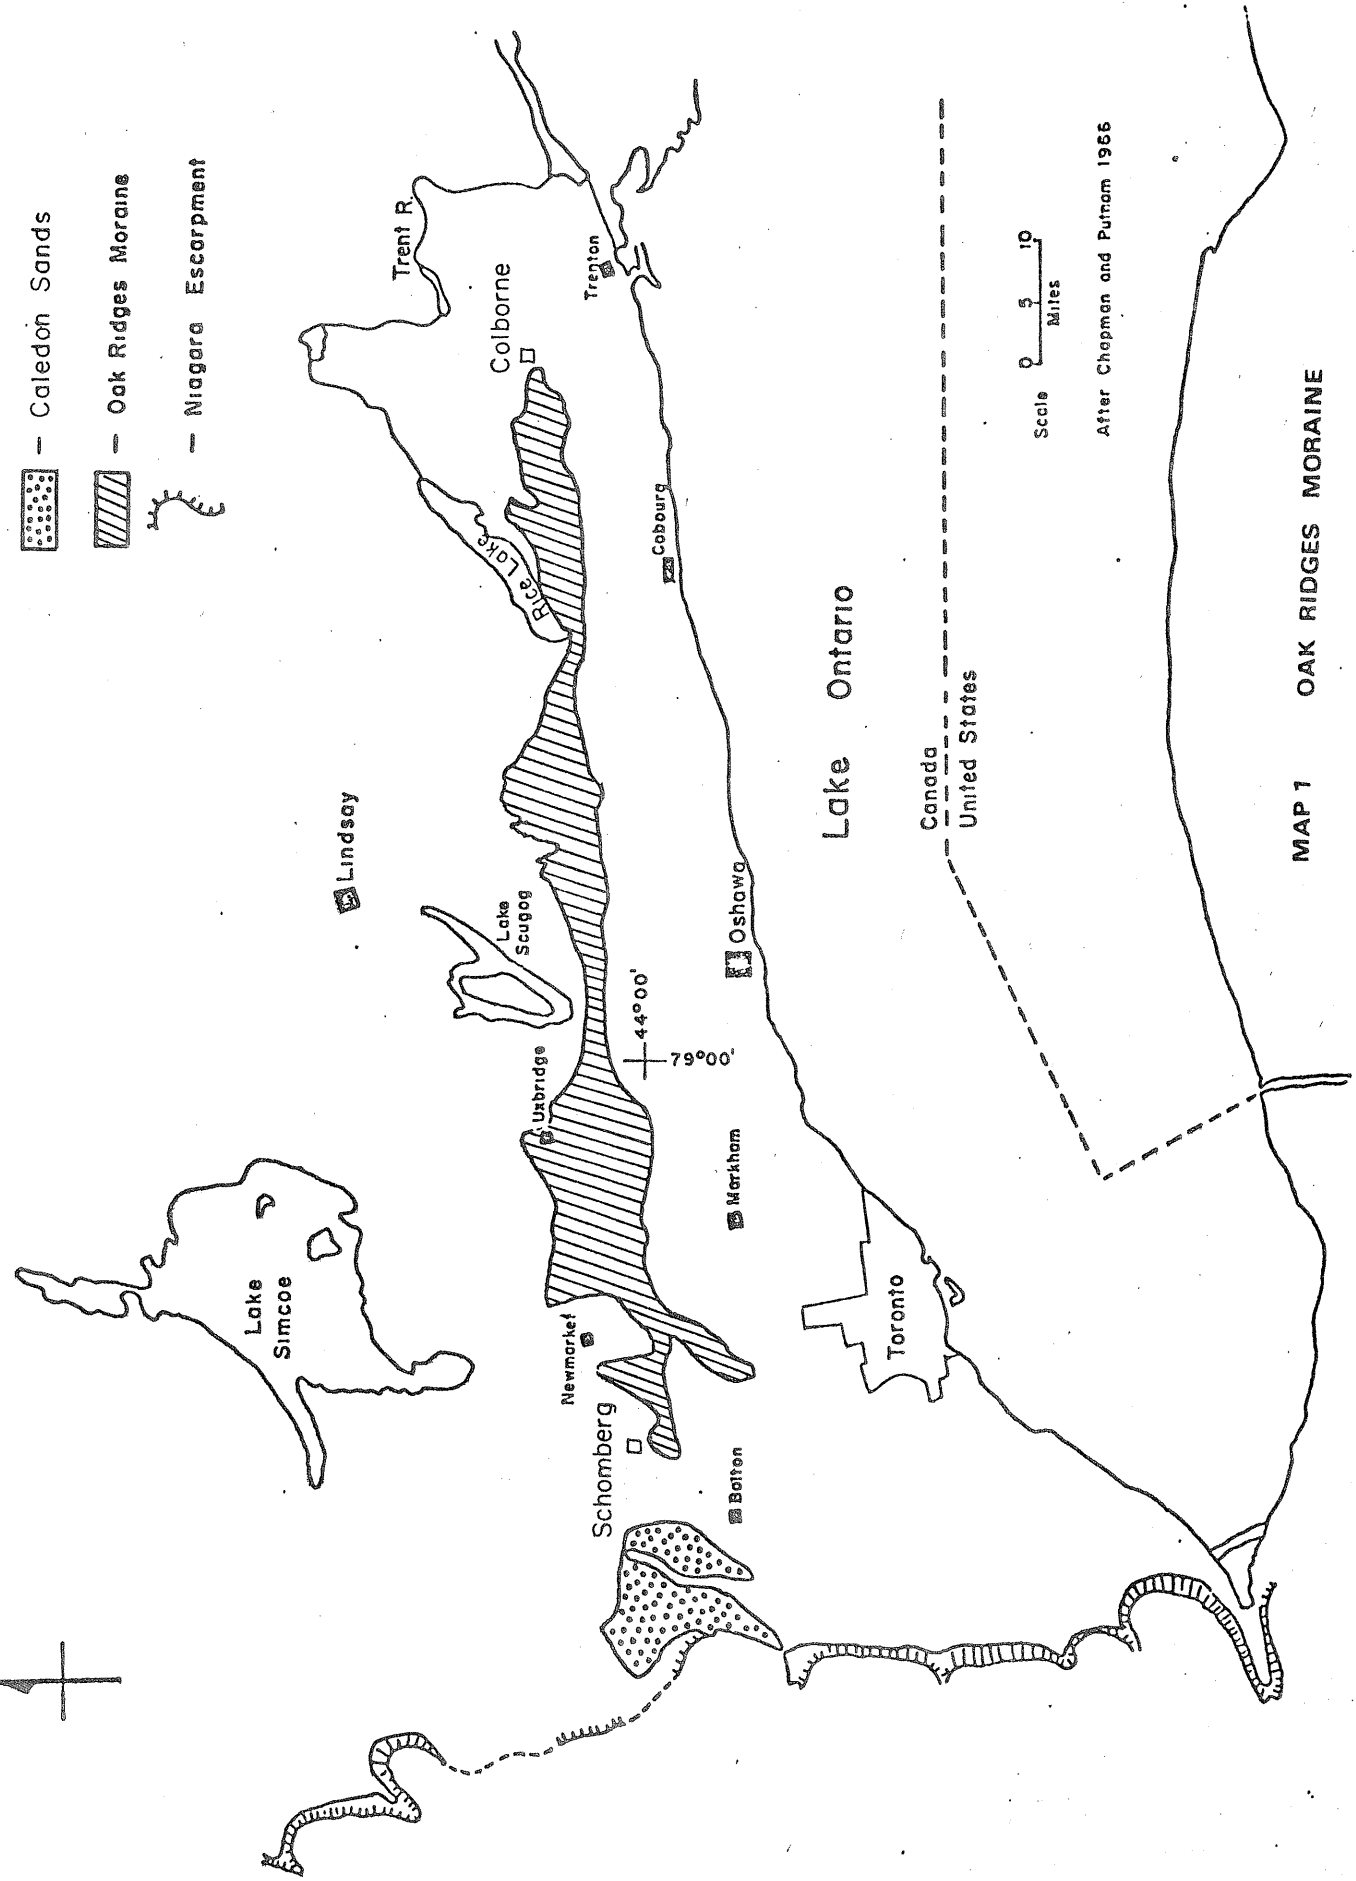 — Caledon Sands
— Oak Ridges Moraine
— Niagara Escarpment
Lake
Simcoe
Lindsay
Trent R.
Rice Lake
Lake
Scugog
Colborne
Trenton
Uxbridge
Newmarket
Schomberg
44°00'
79°00'
Cobourg
Oshawa
Markham
Bolton
Toronto
Lake Ontario
Canada
United States
Scale
0 5 10
Miles
After Chapman and Putnam 1966
MAP 1 OAK RIDGES MORAINE